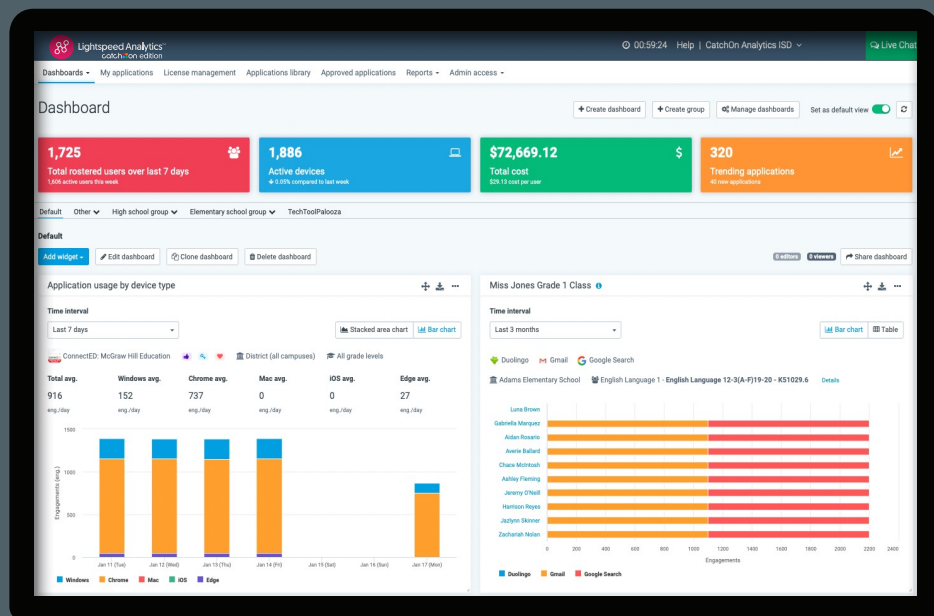 Lightspeed Analytics™
catchon edition
00:59:24 Help | CatchOn Analytics ISD
Live Chat
Dashboards My applications License management Applications library Approved applications Reports Admin access
Dashboard
+ Create dashboard + Create group Manage dashboards Set as default view
1,725
Total rostered users over last 7 days
1,606 active users this week
1,886
Active devices
0.05% compared to last week
$72,669.12 $
Total cost
$29.13 cost per user
320
Trending applications
40 new applications
Default Other High school group Elementary school group TechToolPalooza
Default
Add widget Edit dashboard Clone dashboard Delete dashboard 0 editors 0 viewers Share dashboard
Application usage by device type
Time interval
Last 7 days Stacked area chart Bar chart
ConnectED: McGraw Hill Education District (all campuses) All grade levels
Total avg. Windows avg. Chrome avg. Mac avg. iOS avg. Edge avg.
916 152 737 0 0 27
eng./day eng./day eng./day eng./day eng./day eng./day
Engagements (eng.)
1500
1000
500
0
Jan 11 (Tue) Jan 12 (Wed) Jan 13 (Thu) Jan 14 (Fri) Jan 15 (Sat) Jan 16 (Sun) Jan 17 (Mon)
Windows Chrome Mac iOS Edge
Miss Jones Grade 1 Class
Time interval
Last 3 months Bar chart Table
Duolingo Gmail Google Search
Adams Elementary School English Language 1 - English Language 12-3(A-F)19-20 - K51029.6 Details
Luna Brown
Gabriella Marquez
Aidan Rosario
Averie Ballard
Chace McIntosh
Ashley Fleming
Jeremy O'Neill
Harrison Reyes
Jazlynn Skinner
Zachariah Nolan
0 200 400 600 800 1000 1200 1400 1600 1800 2000 2200 2400
Engagements
Duolingo Gmail Google Search